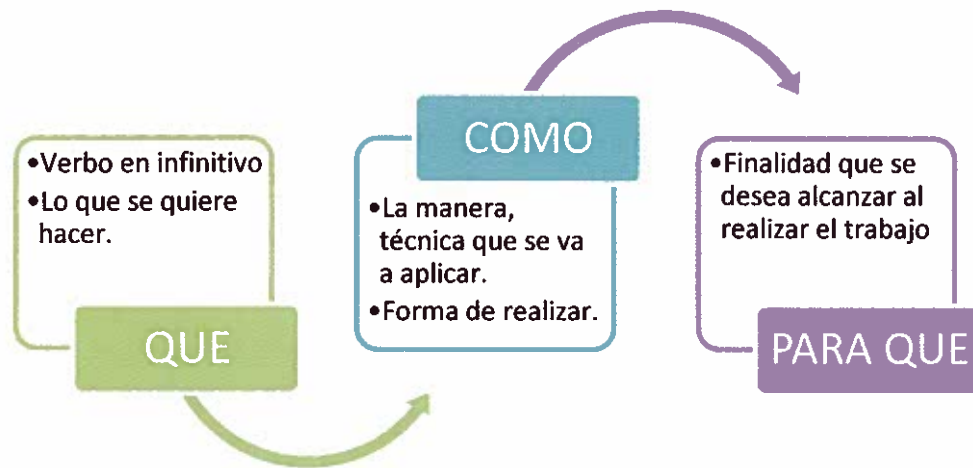 •Verbo en infinitivo
•Lo que se quiere
hacer.
QUE
COMO
•La manera,
técnica que se va
a aplicar.
•Forma de realizar.
•Finalidad que se
desea alcanzar al
realizar el trabajo
PARA QUE